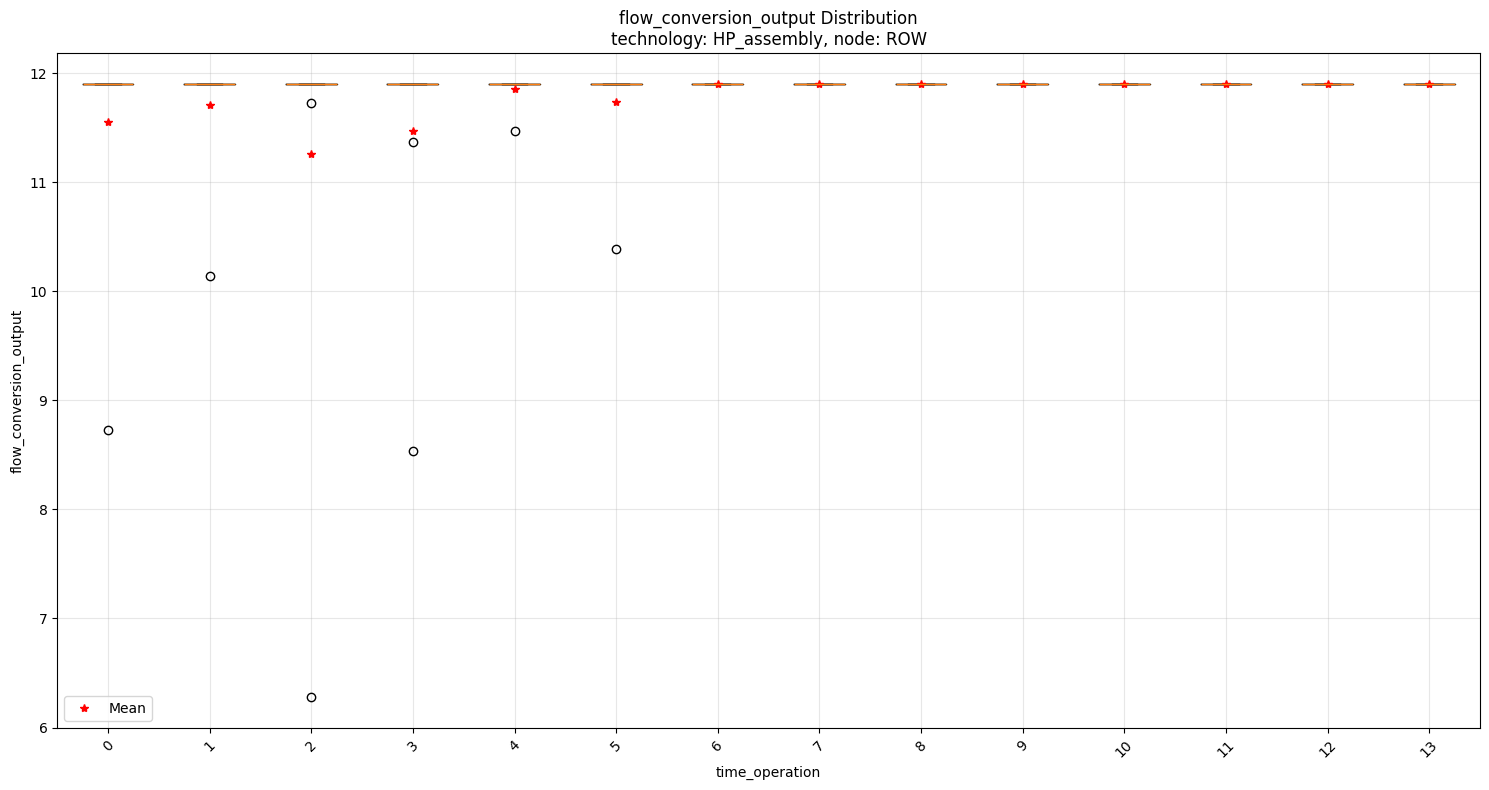 flow_conversion_output Distribution
technology: HP_assembly, node: ROW
flow_conversion_output
12
11
10
9
8
7
6
Mean
0 1 2 3 4 5 6 7 8 9 10 11 12 13
time_operation